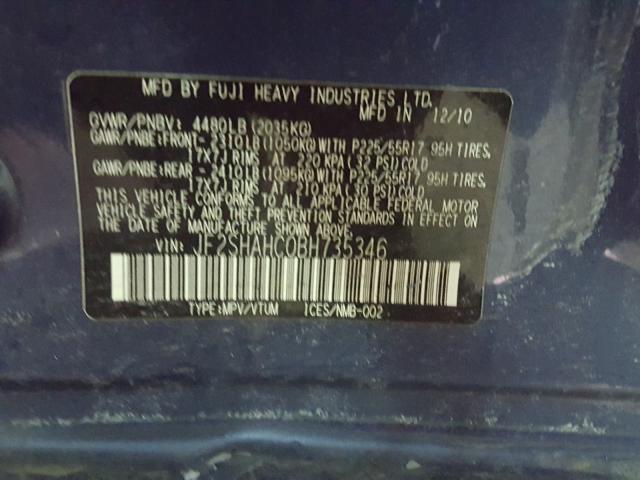 MFD BY FUJI HEAVY INDUSTRIES LTD.
MFD IN 12/10
GVWR/PNBV: 4480LB (2035KG)
GAWR/PNBE:FRONT- 2310LB (1050KG) WITH P225/55R17 95H TIRES,
17X7J RIMS AT 220 KPA (32 PSI) COLD
GAWR/PNBE:REAR - 2410LB (1095KG) WITH P225/55R17 95H TIRES,
17X7J RIMS AT 210 KPA (30 PSI) COLD
THIS VEHICLE CONFORMS TO ALL APPLICABLE FEDERAL MOTOR
VEHICLE SAFETY AND THEFT PREVENTION STANDARDS IN EFFECT ON
THE DATE OF MANUFACTURE SHOWN ABOVE.
VIN: JF2SHAHC0BH735346
TYPE:MPV/VTUM ICES/NMB-002